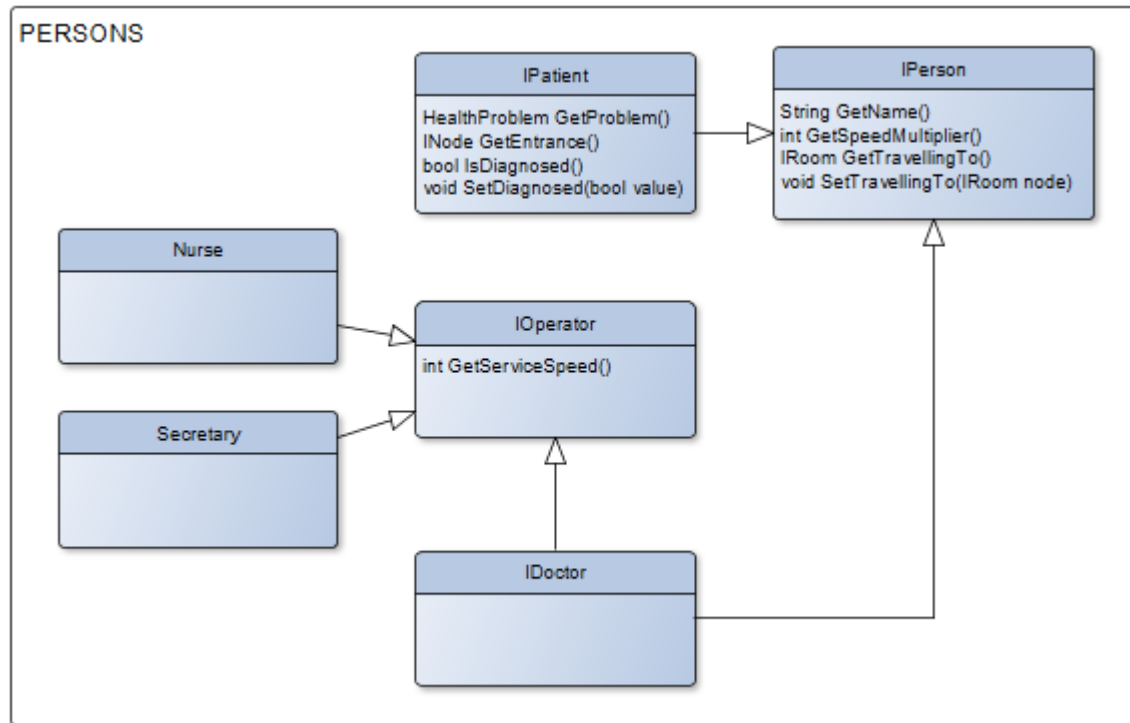 PERSONS
IPatient
HealthProblem GetProblem()
INode GetEntrance()
bool IsDiagnosed()
void SetDiagnosed(bool value)
IPerson
String GetName()
int GetSpeedMultiplier()
IRoom GetTravellingTo()
void SetTravellingTo(IRoom node)
Nurse
IOperator
int GetServiceSpeed()
Secretary
IDoctor